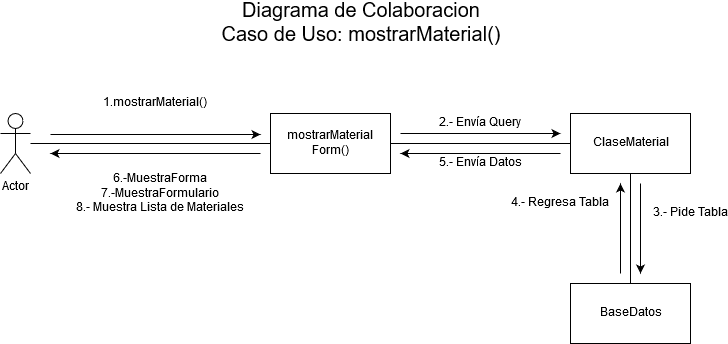 Diagrama de Colaboracion
Caso de Uso: mostrarMaterial()
1.mostrarMaterial()
2.- Envía Query
mostrarMaterial
Form()
ClaseMaterial
5.- Envía Datos
Actor
6.-MuestraForma
7.-MuestraFormulario
8.- Muestra Lista de Materiales
4.- Regresa Tabla
3.- Pide Tabla
BaseDatos